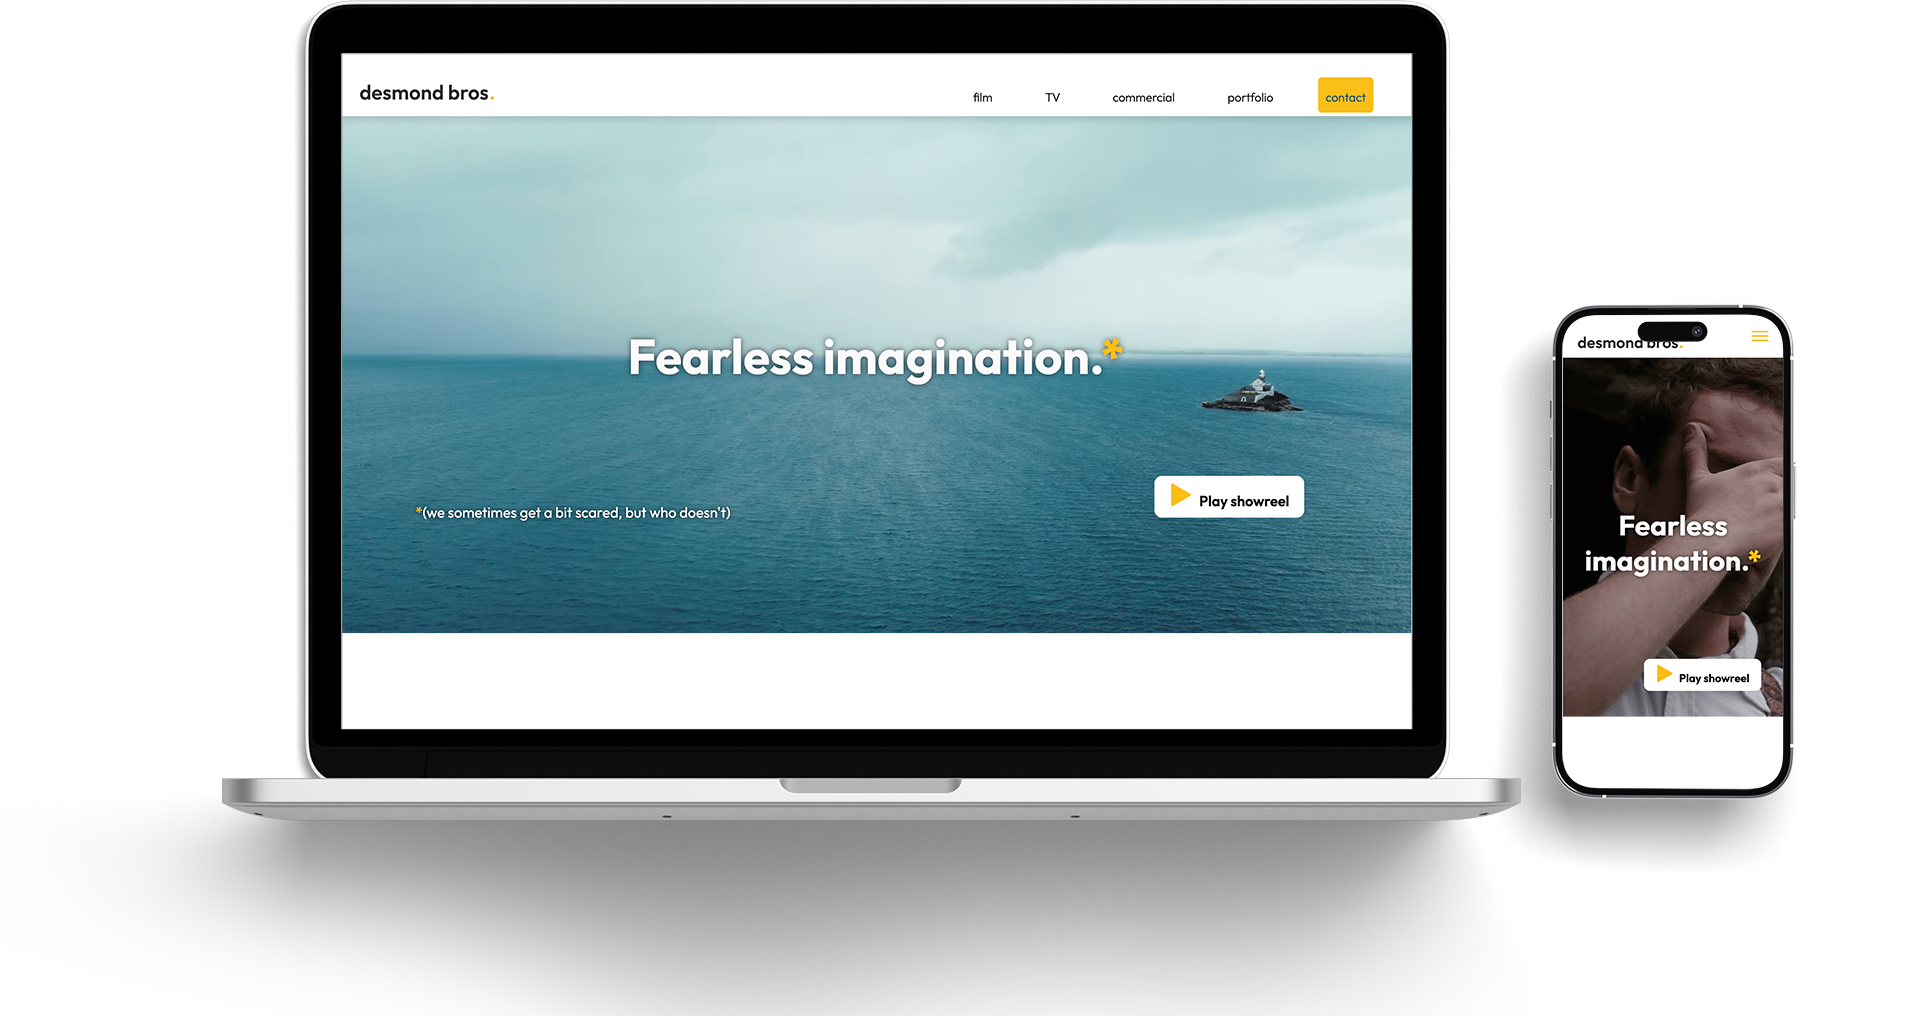 desmond bros.
film
TV
commercial
portfolio
contact
Fearless imagination.*
*(we sometimes get a bit scared, but who doesn't)
Play showreel
desmond bros.
Fearless
imagination.*
Play showreel